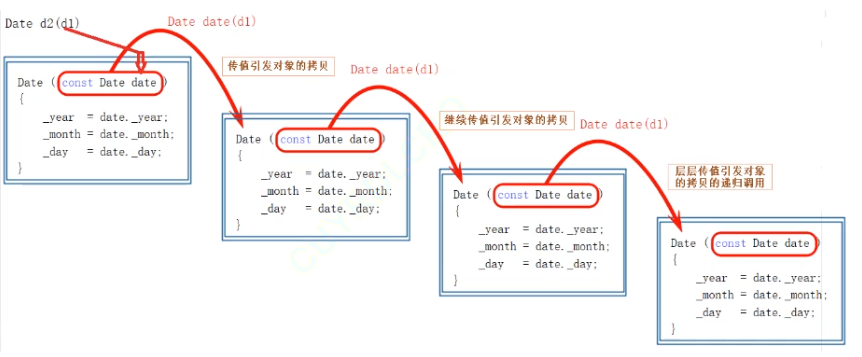 Date d2(d1)
Date date(d1)
传值引发对象的拷贝
Date date(d1)
继续传值引发对象的拷贝
Date date(d1)
层层传值引发对象
的拷贝的递归调用
Date ( const Date date )
{
_year = date._year;
_month = date._month;
_day = date._day;
}
Date ( const Date date )
{
_year = date._year;
_month = date._month;
_day = date._day;
}
Date ( const Date date )
{
_year = date._year;
_month = date._month;
_day = date._day;
}
Date ( const Date date )
{
_year = date._year;
_month = date._month;
_day = date._day;
}